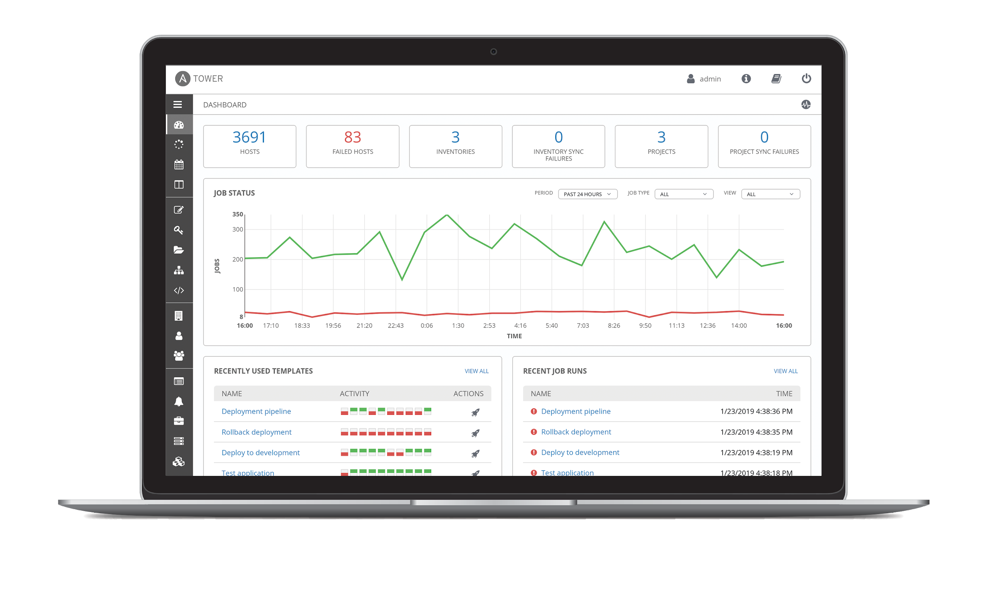 TOWER
admin
DASHBOARD
3691
HOSTS
83
FAILED HOSTS
3
INVENTORIES
0
INVENTORY SYNC
FAILURES
3
PROJECTS
0
PROJECT SYNC FAILURES
JOB STATUS
PERIOD PAST 24 HOURS JOB TYPE ALL VIEW ALL
350
300
200
100
8
JOBS
16:00 17:10 18:33 19:56 21:20 22:43 0:06 1:30 2:53 4:16 5:40 7:03 8:26 9:50 11:13 12:36 14:00 16:00
TIME
RECENTLY USED TEMPLATES VIEW ALL
NAME ACTIVITY ACTIONS
Deployment pipeline
Rollback deployment
Deploy to development
Test application
RECENT JOB RUNS VIEW ALL
NAME TIME
Deployment pipeline 1/23/2019 4:38:36 PM
Rollback deployment 1/23/2019 4:38:35 PM
Deploy to development 1/23/2019 4:38:19 PM
Test application 1/23/2019 4:38:18 PM